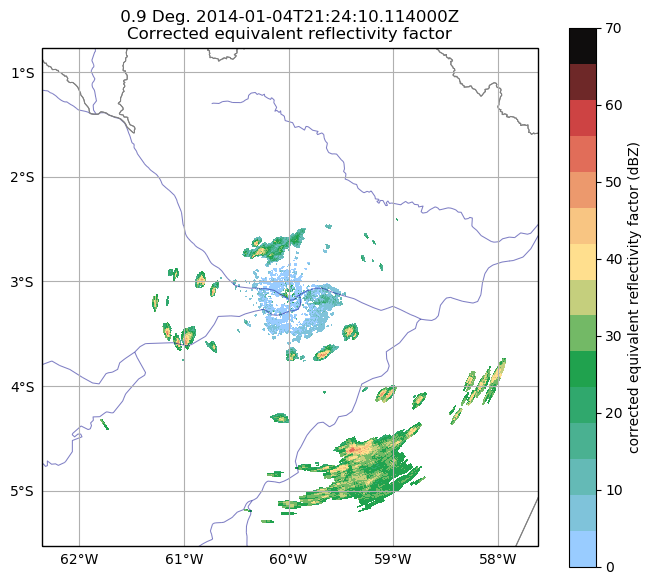 0.9 Deg. 2014-01-04T21:24:10.114000Z
Corrected equivalent reflectivity factor
1°S
2°S
3°S
4°S
5°S
62°W 61°W 60°W 59°W 58°W
70
60
50
40
30
20
10
0
corrected equivalent reflectivity factor (dBZ)